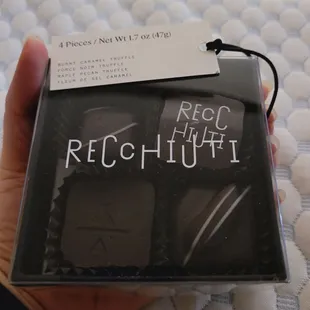 4 Pieces / Net Wt 1.7 oz (47g)
BURNT CARAMEL TRUFFLE
FORCE NOIR TRUFFLE
MAPLE PECAN TRUFFLE
FLEUR DE SEL CARAMEL
RECC
HIUTI
RECCHIUTI